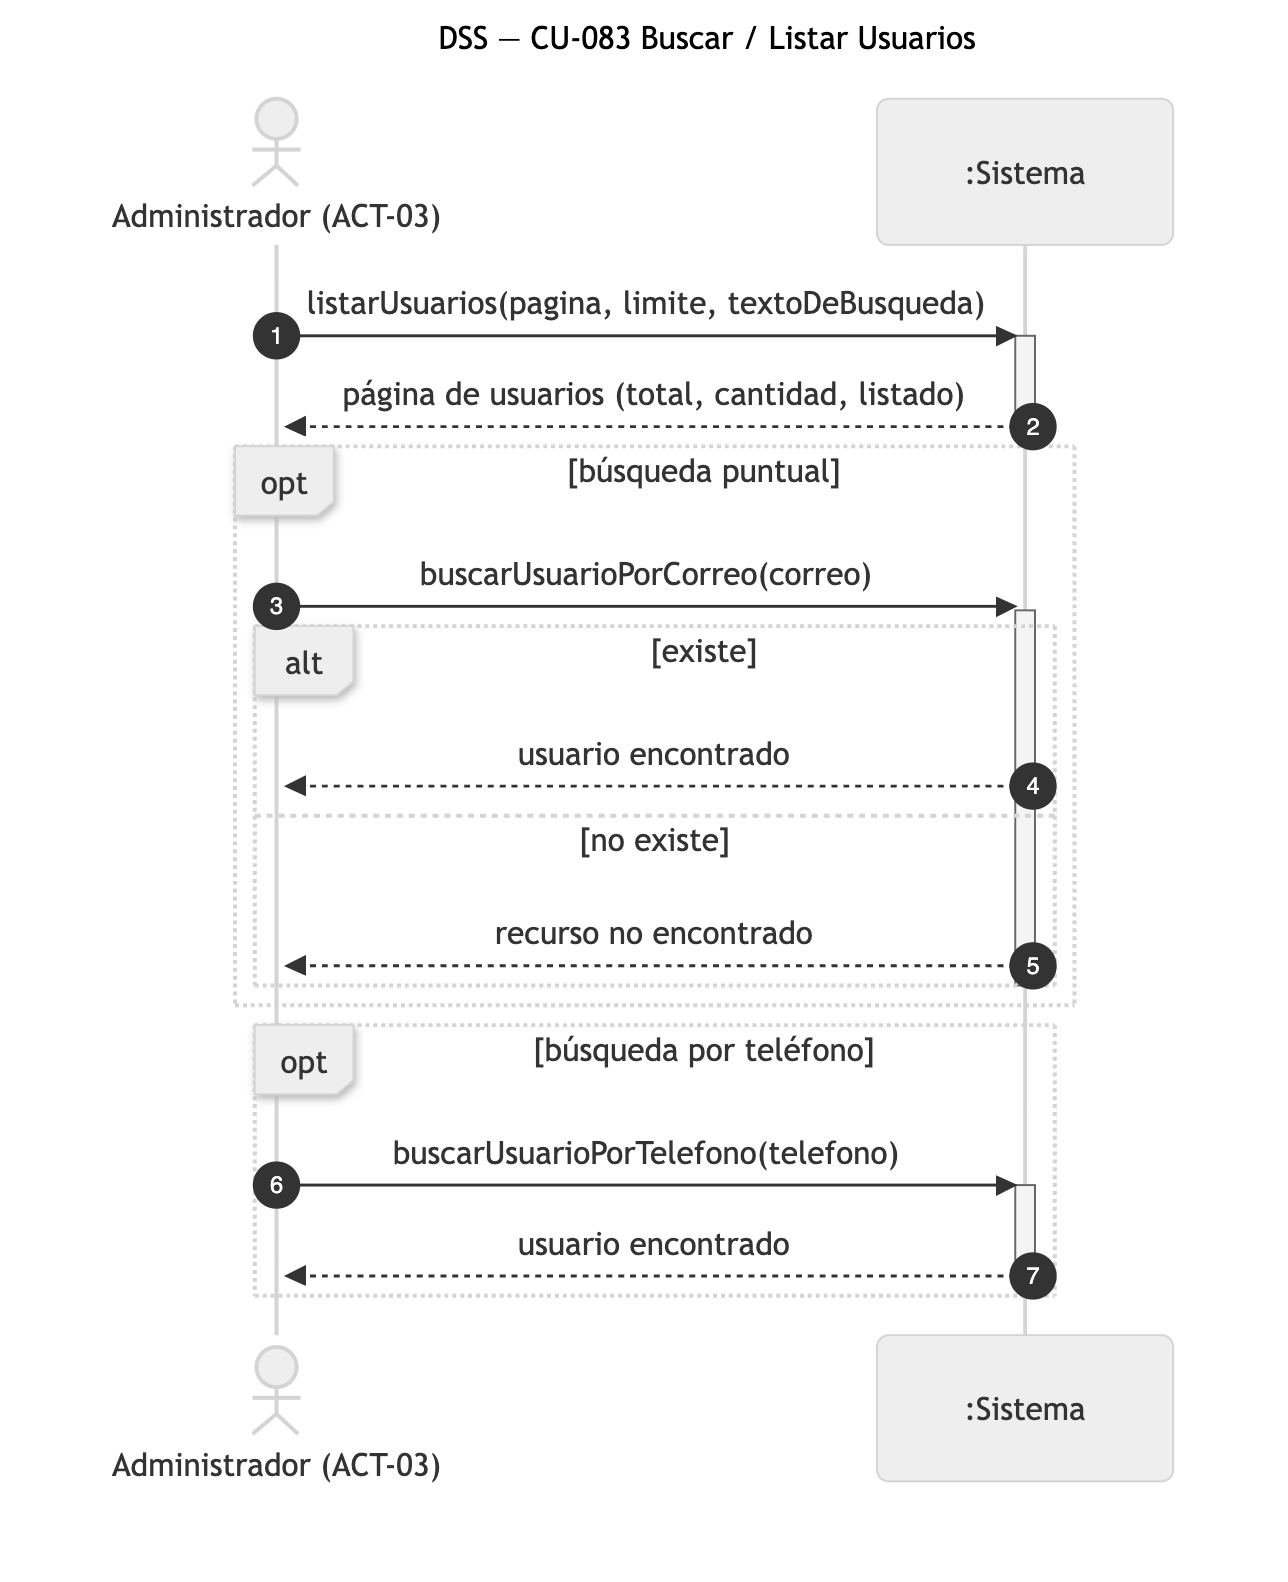 DSS — CU-083 Buscar / Listar Usuarios
:Sistema
Administrador (ACT-03)
listarUsuarios(pagina, limite, textoDeBusqueda)
1
página de usuarios (total, cantidad, listado)
2
opt
[búsqueda puntual]
buscarUsuarioPorCorreo(correo)
3
alt
[existe]
usuario encontrado
4
[no existe]
recurso no encontrado
5
opt
[búsqueda por teléfono]
buscarUsuarioPorTelefono(telefono)
6
usuario encontrado
7
:Sistema
Administrador (ACT-03)